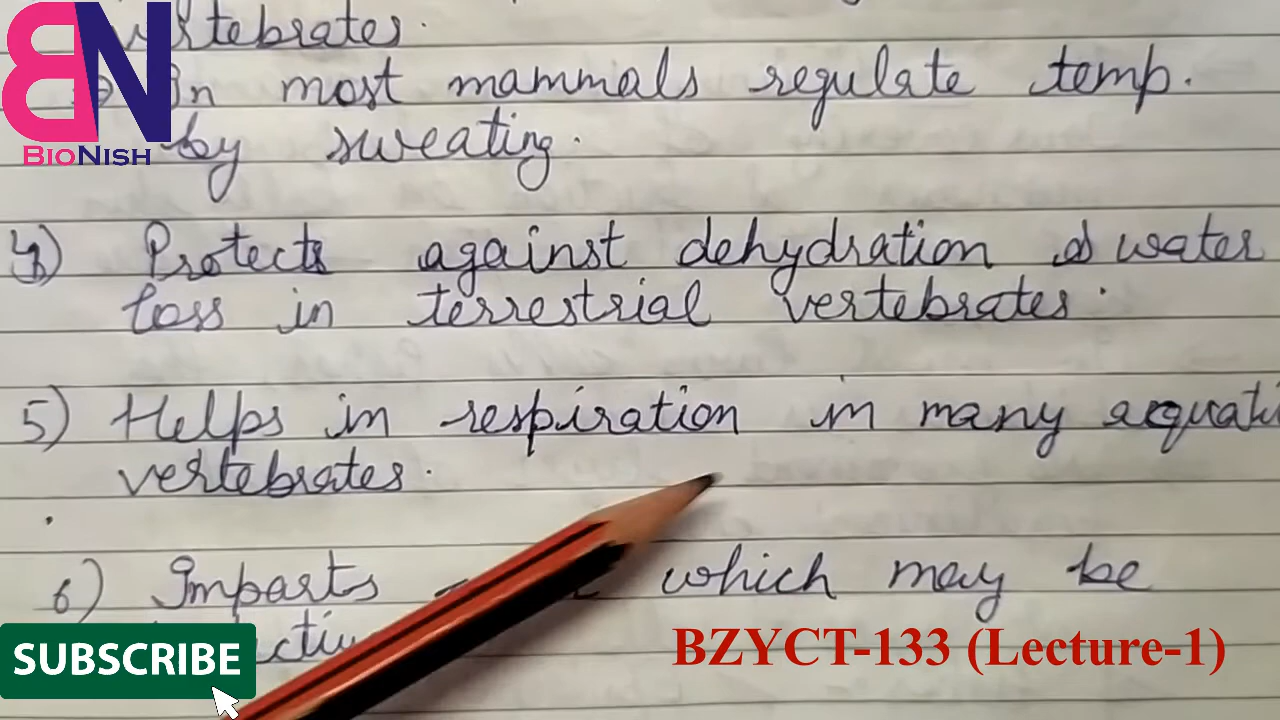 vertebrates.
In most mammals regulate temp.
by sweating.
4) Protects against dehydration & water
loss in terrestrial vertebrates.
5) Helps in respiration in many acquati
vertebrates.
6) Imparts which may be
BN
BIONISH
SUBSCRIBE
BZYCT-133 (Lecture-1)